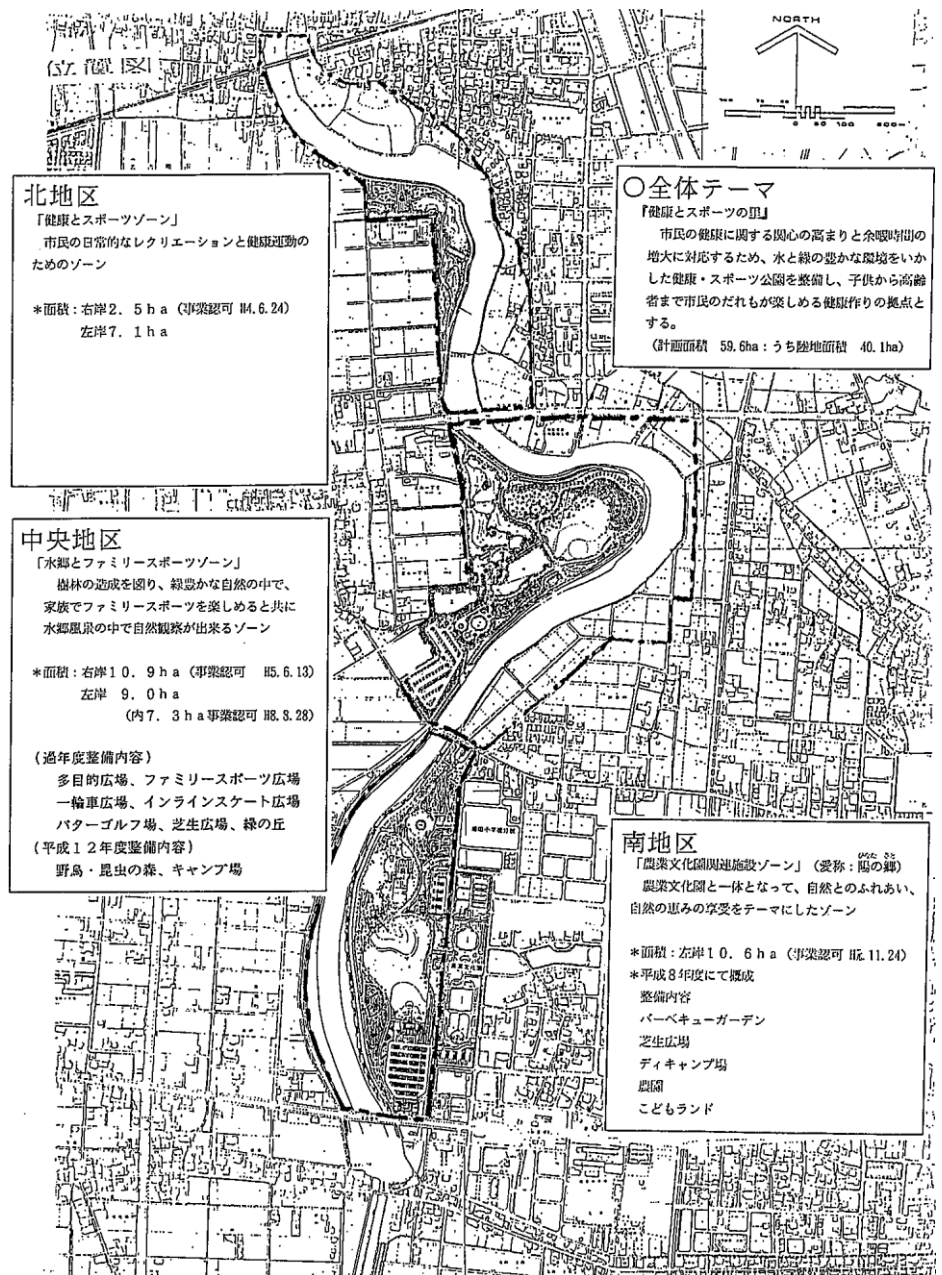 NORTH
北地区
「健康とスポーツゾーン」
市民の日常的なレクリエーションと健康運動の
ためのゾーン
*面積:右岸2.5ha(事業認可 H4.6.24)
左岸7.1ha
○全体テーマ
『健康とスポーツの里』
市民の健康に関する関心の高まりと余暇時間の
増大に対応するため、水と緑の豊かな環境をいか
した健康・スポーツ公園を整備し、子供から高齢
者まで市民のだれもが楽しめる健康作りの拠点と
する。
(計画面積 59.6ha:うち陸地面積 40.1ha)
中央地区
「水郷とファミリースポーツゾーン」
樹林の造成を図り、緑豊かな自然の中で、
家族でファミリースポーツを楽しめると共に
水郷風景の中で自然観察が出来るゾーン
*面積:右岸10.9ha(事業認可 H5.6.13)
左岸 9.0ha
(内7.3ha事業認可 H8.3.28)
(過年度整備内容)
多目的広場、ファミリースポーツ広場
一輪車広場、インラインスケート広場
パターゴルフ場、芝生広場、緑の丘
(平成12年度整備内容)
野鳥・昆虫の森、キャンプ場
南地区
「農業文化園関連施設ゾーン」(愛称:陽の郷)
農業文化園と一体となって、自然とのふれあい、
自然の恵みの享受をテーマにしたゾーン
*面積:左岸10.6ha(事業認可 H元.11.24)
*平成8年度にて概成
整備内容
バーベキューガーデン
芝生広場
ディキャンプ場
農園
こどもランド